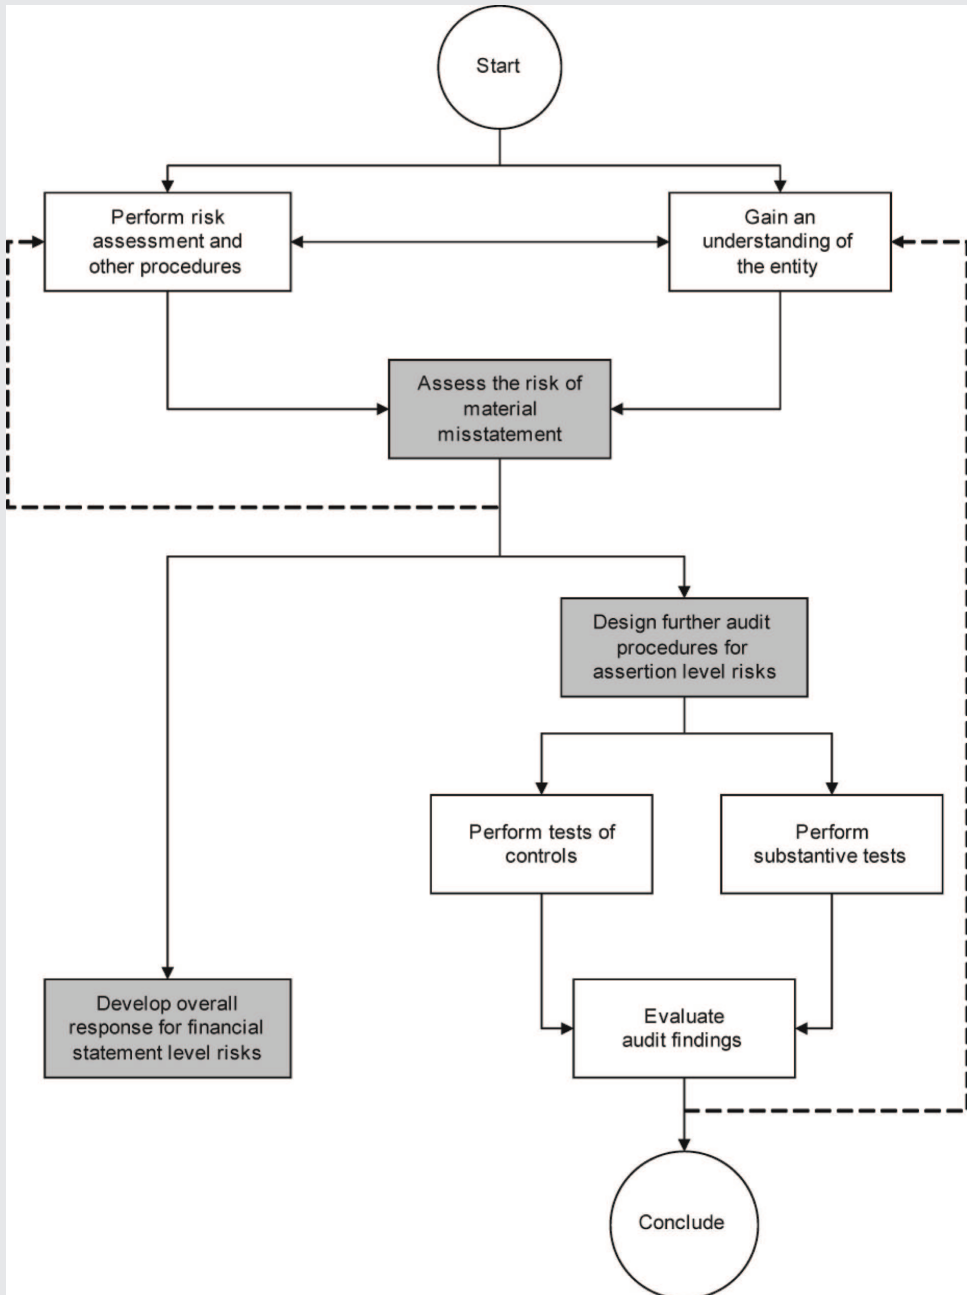 Start
Perform risk
assessment and
other procedures
Gain an
understanding of
the entity
Assess the risk of
material
misstatement
Design further audit
procedures for
assertion level risks
Perform tests of
controls
Perform
substantive tests
Develop overall
response for financial
statement level risks
Evaluate
audit findings
Conclude